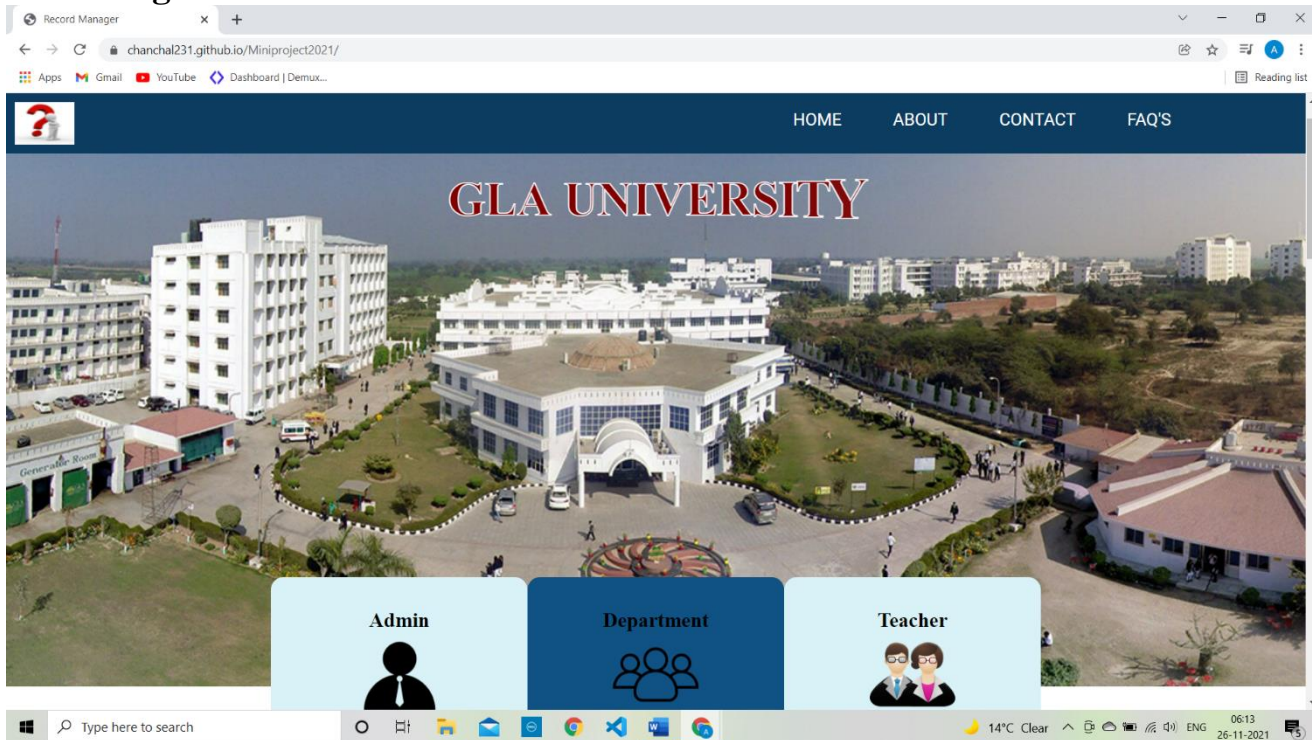 Record Manager
chanchal231.github.io/Miniproject2021/
Apps Gmail YouTube Dashboard | Demux... Reading list
HOME ABOUT CONTACT FAQ'S
GLA UNIVERSITY
Generator Room
Admin Department Teacher
Type here to search 14°C Clear ENG 06:13
26-11-2021
5